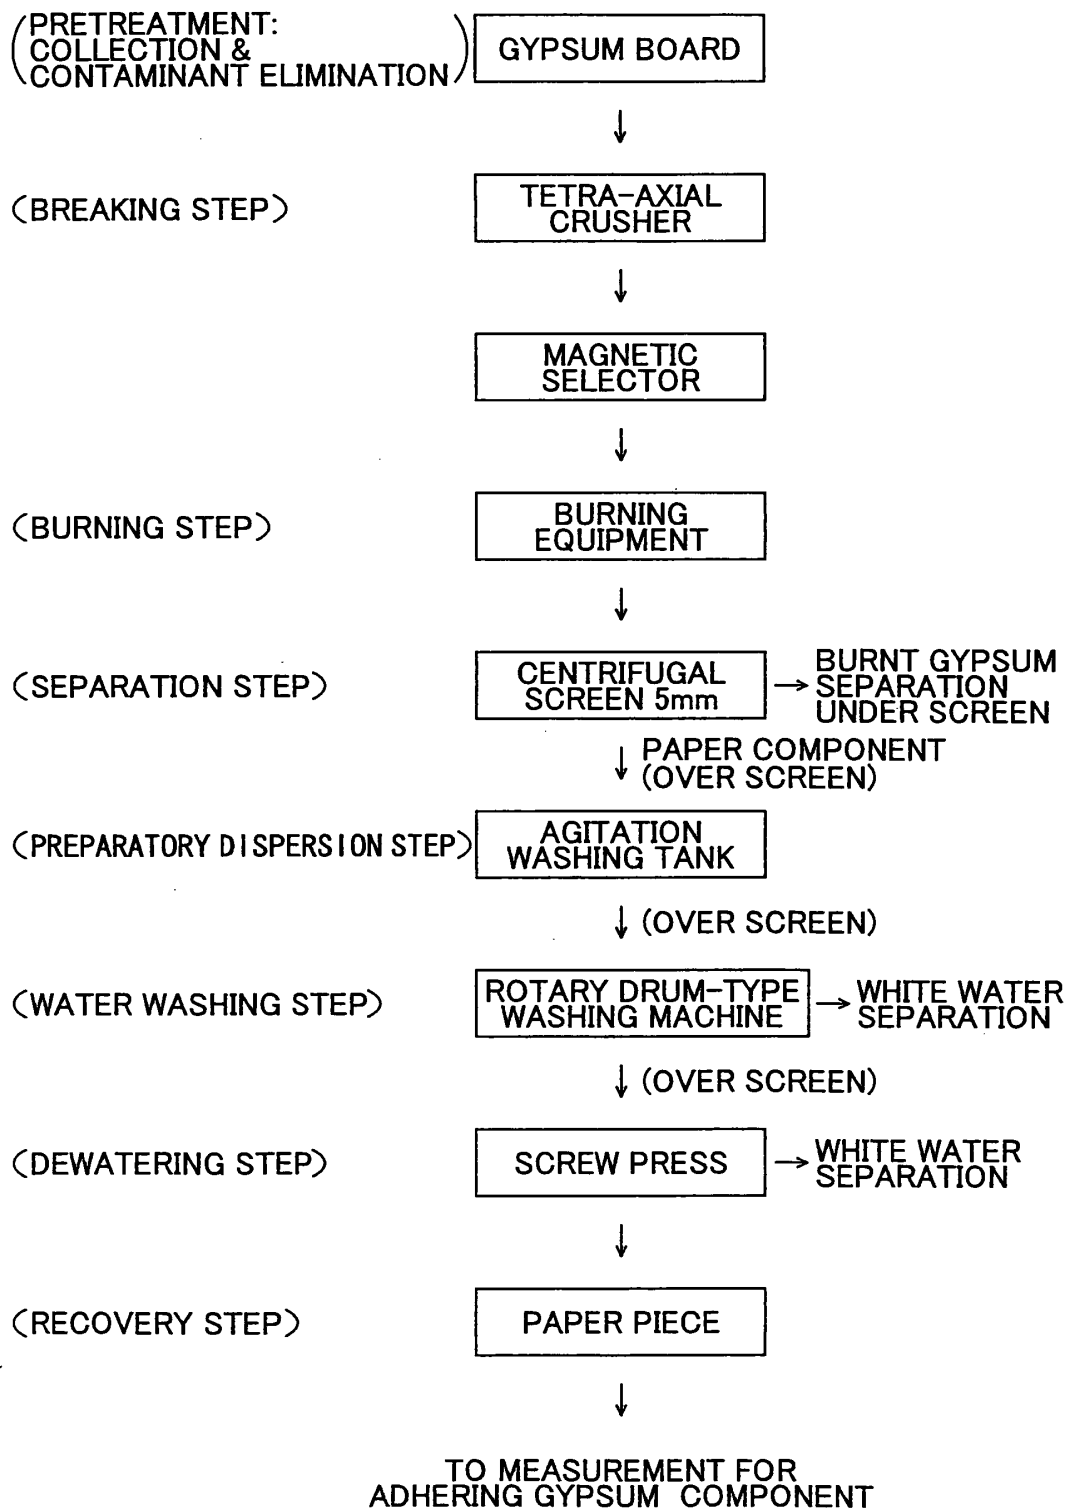 (PRETREATMENT:
COLLECTION &
CONTAMINANT ELIMINATION)
GYPSUM BOARD
(BREAKING STEP)
TETRA-AXIAL
CRUSHER
MAGNETIC
SELECTOR
(BURNING STEP)
BURNING
EQUIPMENT
(SEPARATION STEP)
CENTRIFUGAL
SCREEN 5mm
BURNT GYPSUM
SEPARATION
UNDER SCREEN
PAPER COMPONENT
(OVER SCREEN)
(PREPARATORY DISPERSION STEP)
AGITATION
WASHING TANK
(OVER SCREEN)
(WATER WASHING STEP)
ROTARY DRUM-TYPE
WASHING MACHINE
WHITE WATER
SEPARATION
(OVER SCREEN)
(DEWATERING STEP)
SCREW PRESS
WHITE WATER
SEPARATION
(RECOVERY STEP)
PAPER PIECE
TO MEASUREMENT FOR
ADHERING GYPSUM COMPONENT